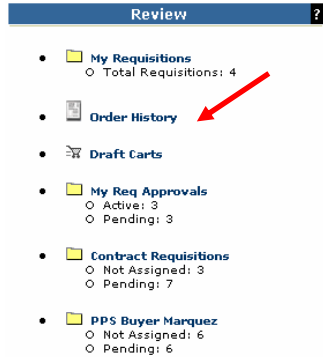 Review ?
My Requisitions
O Total Requisitions: 4
Order History
Draft Carts
My Req Approvals
O Active: 3
O Pending: 3
Contract Requisitions
O Not Assigned: 3
O Pending: 7
PPS Buyer Marquez
O Not Assigned: 6
O Pending: 6